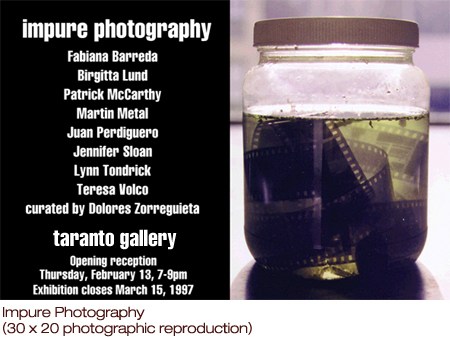 impure photography
Fabiana Barreda
Birgitta Lund
Patrick McCarthy
Martin Metal
Juan Perdiguero
Jennifer Sloan
Lynn Tondrick
Teresa Volco
curated by Dolores Zorreguieta
taranto gallery
Opening reception
Thursday, February 13, 7-9pm
Exhibition closes March 15, 1997
Impure Photography
(30 x 20 photographic reproduction)